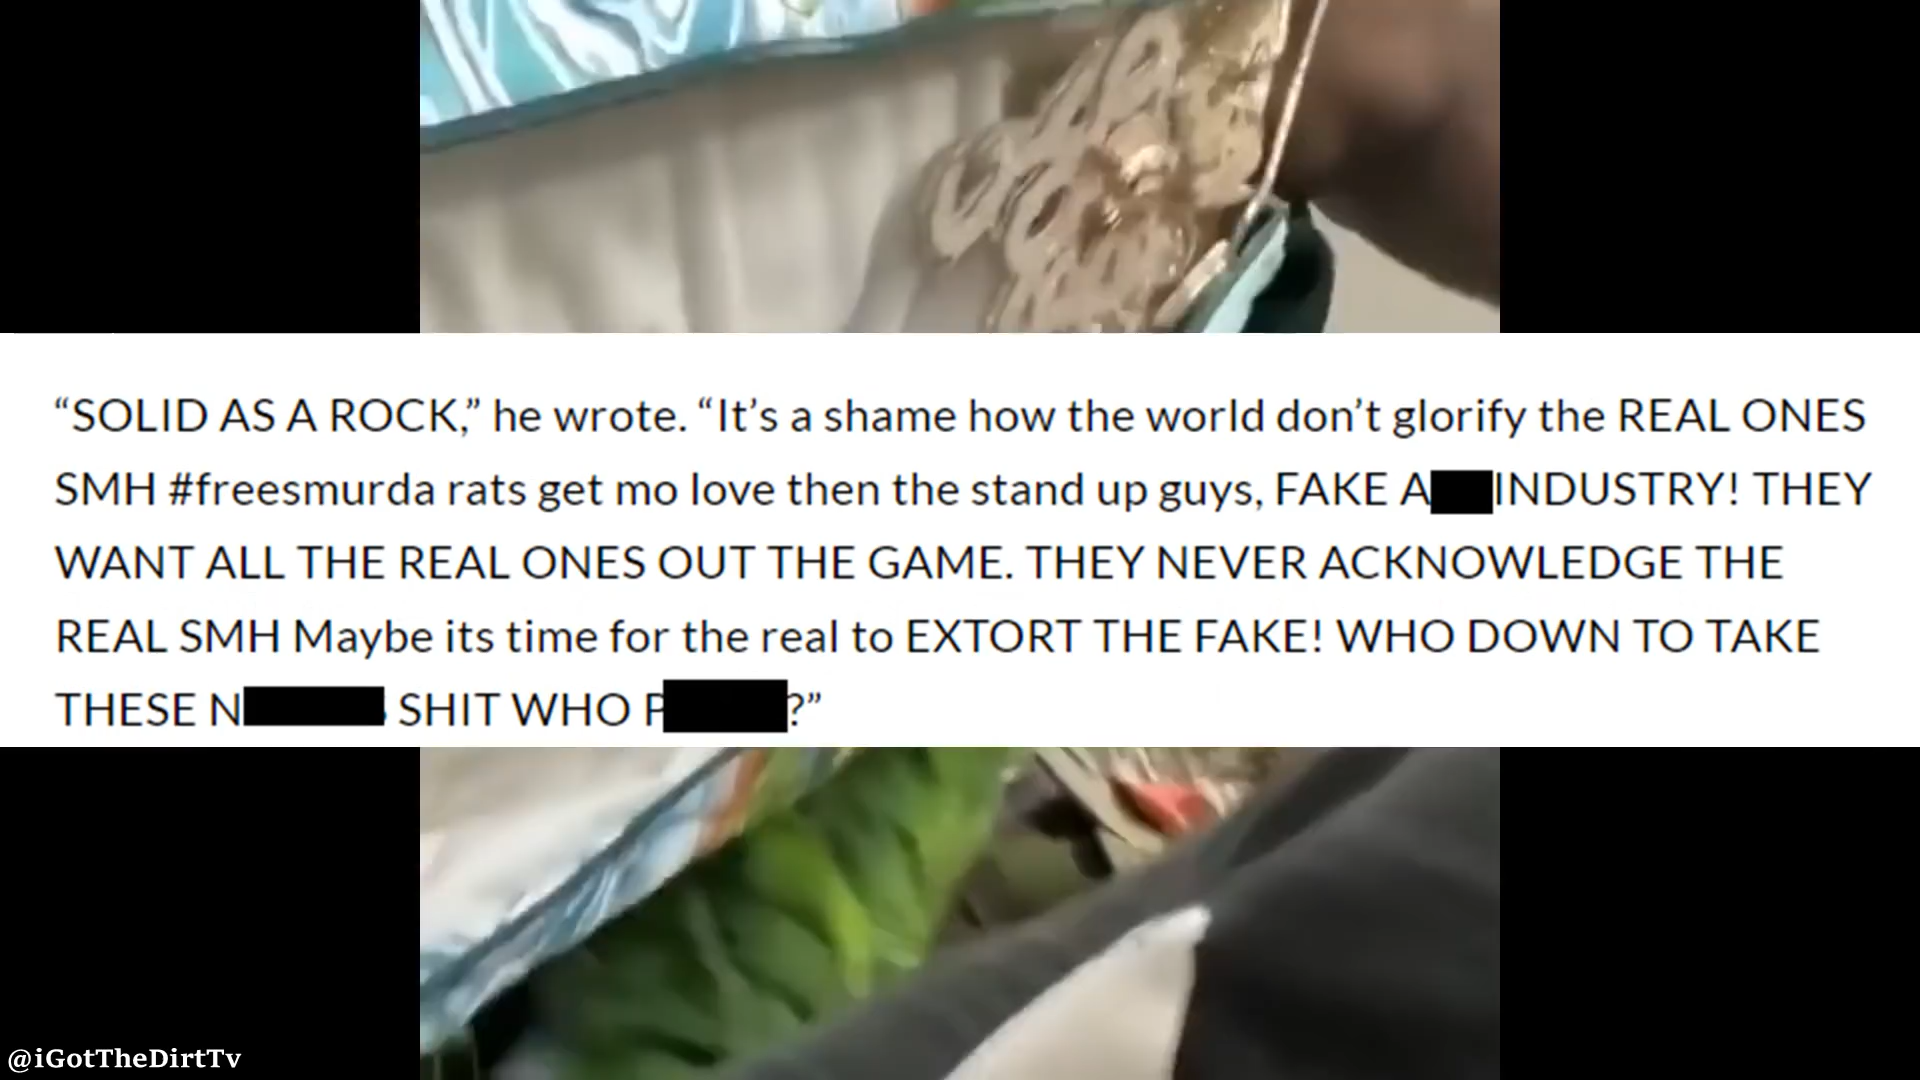 “SOLID AS A ROCK,” he wrote. “It’s a shame how the world don’t glorify the REAL ONES
SMH #freesmurda rats get mo love then the stand up guys, FAKE A INDUSTRY! THEY
WANT ALL THE REAL ONES OUT THE GAME. THEY NEVER ACKNOWLEDGE THE
REAL SMH Maybe its time for the real to EXTORT THE FAKE! WHO DOWN TO TAKE
THESE N SHIT WHO P ?”
@iGotTheDirtTv